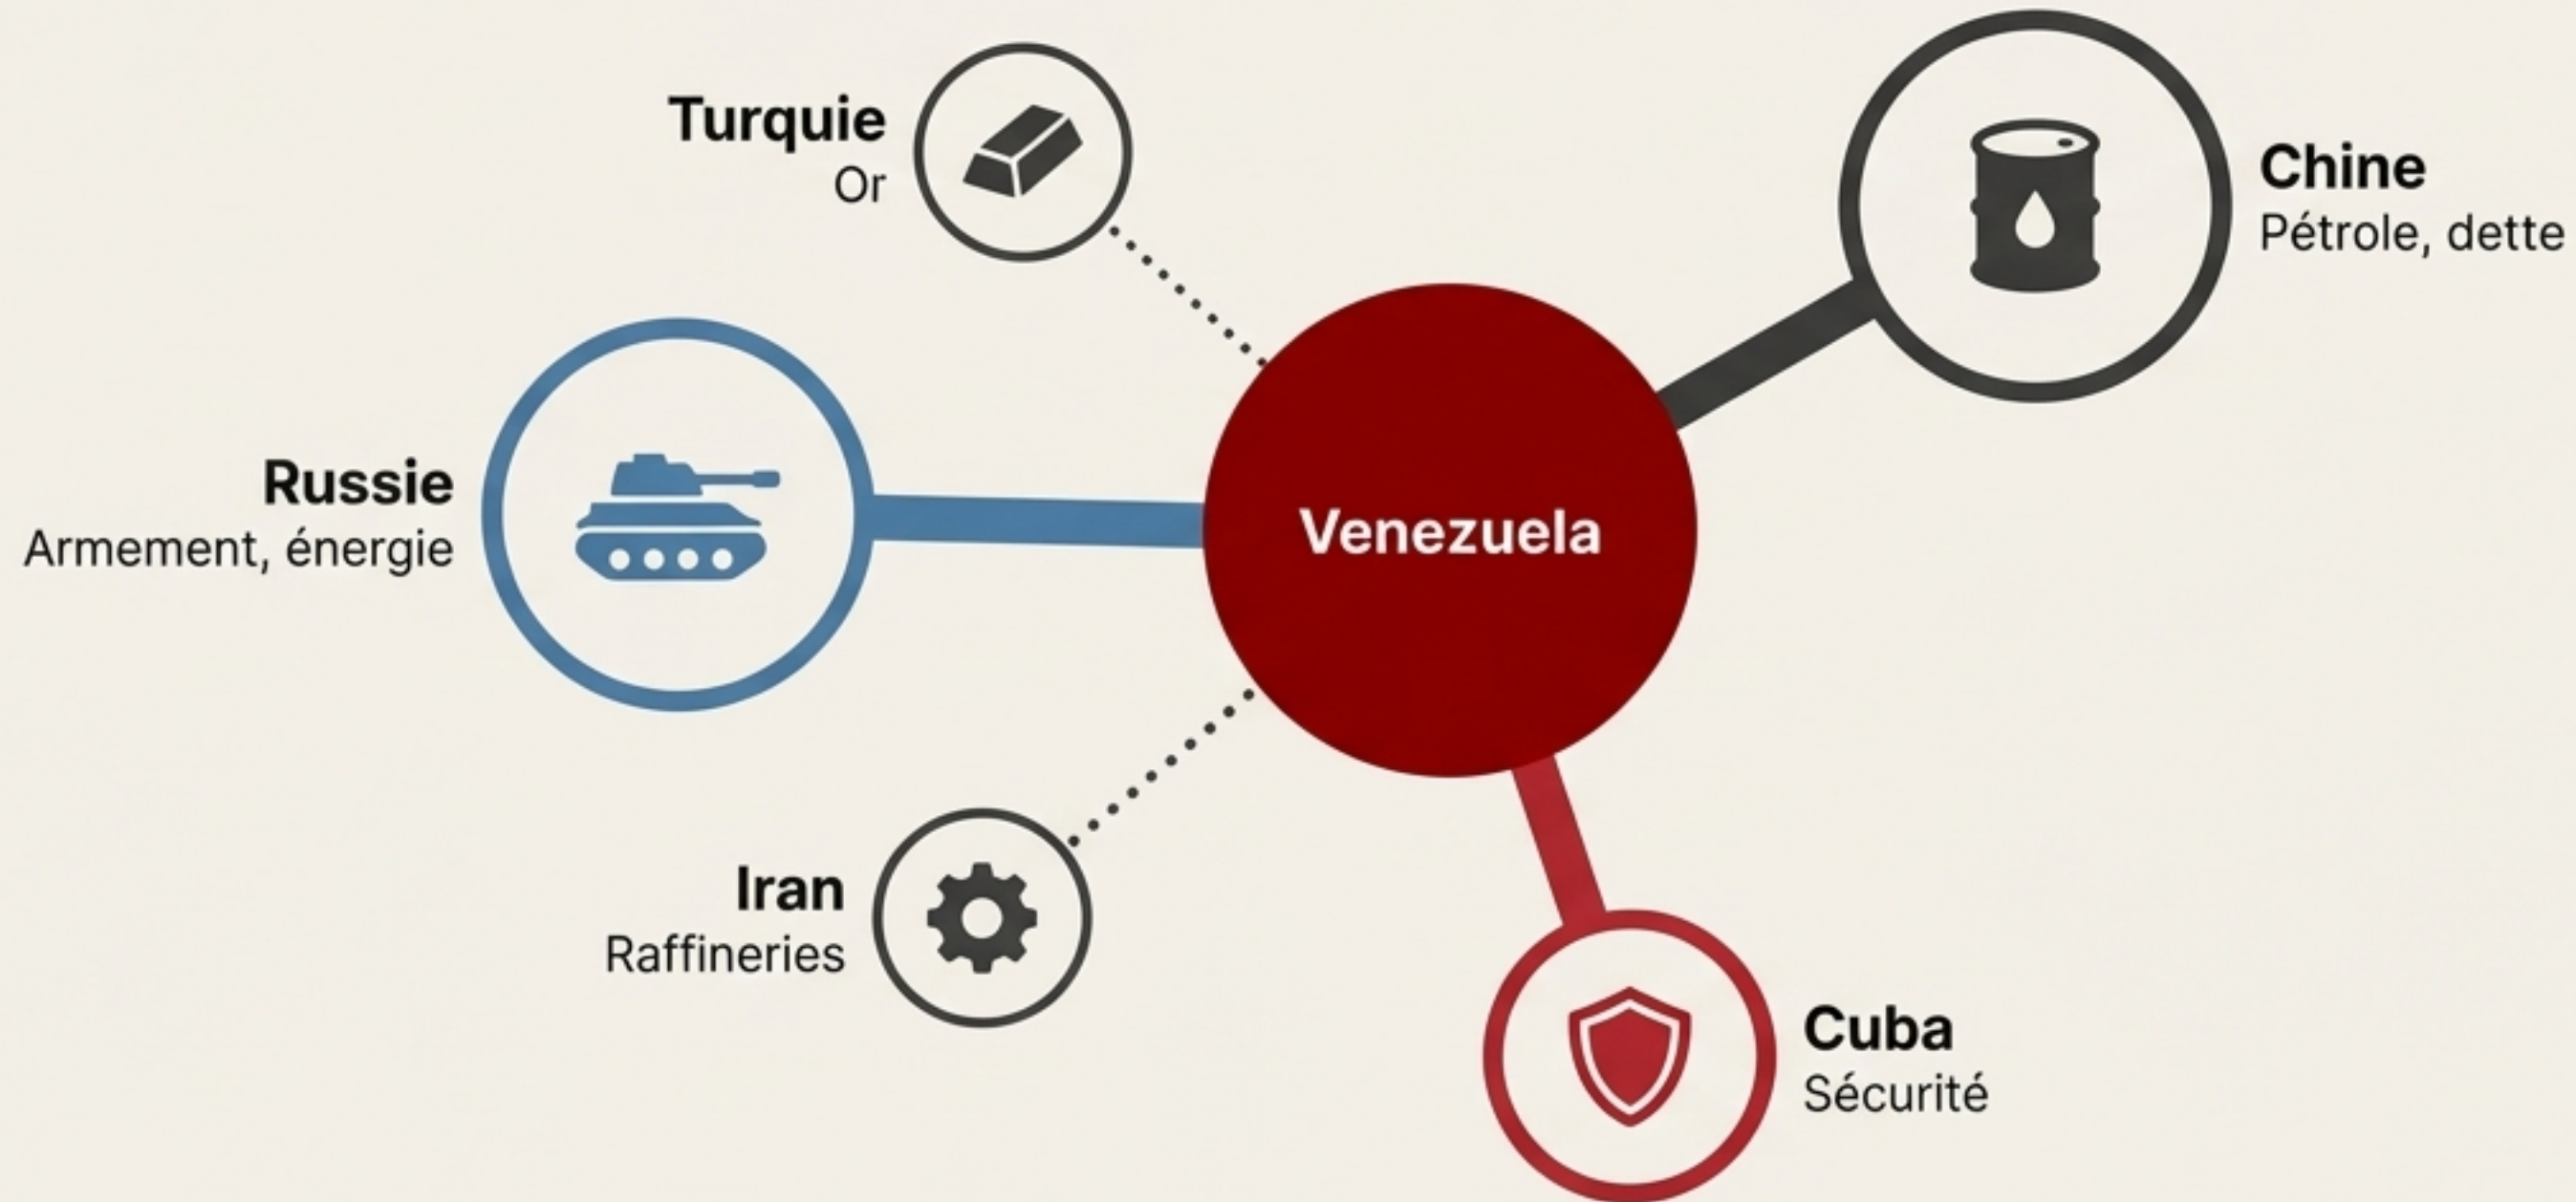 Turquie
Or
Chine
Pétrole, dette
Russie
Armement, énergie
Venezuela
Iran
Raffineries
Cuba
Sécurité